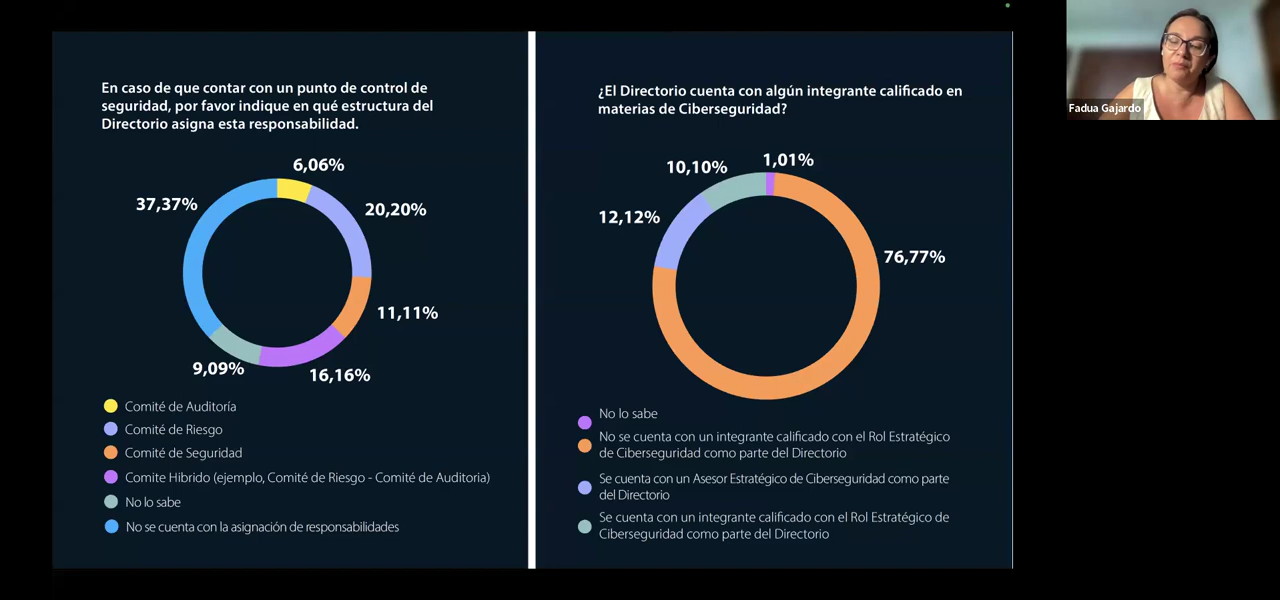 En caso de que contar con un punto de control de
seguridad, por favor indique en qué estructura del
Directorio asigna esta responsabilidad.
6,06%
37,37%
20,20%
11,11%
9,09%
16,16%
Comité de Auditoría
Comité de Riesgo
Comité de Seguridad
Comite Hibrido (ejemplo, Comité de Riesgo - Comité de Auditoria)
No lo sabe
No se cuenta con la asignación de responsabilidades
¿El Directorio cuenta con algún integrante calificado en
materias de Ciberseguridad?
1,01%
10,10%
12,12%
76,77%
No lo sabe
No se cuenta con un integrante calificado con el Rol Estratégico
de Ciberseguridad como parte del Directorio
Se cuenta con un Asesor Estratégico de Ciberseguridad como parte
del Directorio
Se cuenta con un integrante calificado con el Rol Estratégico de
Ciberseguridad como parte del Directorio
Fadua Gajardo